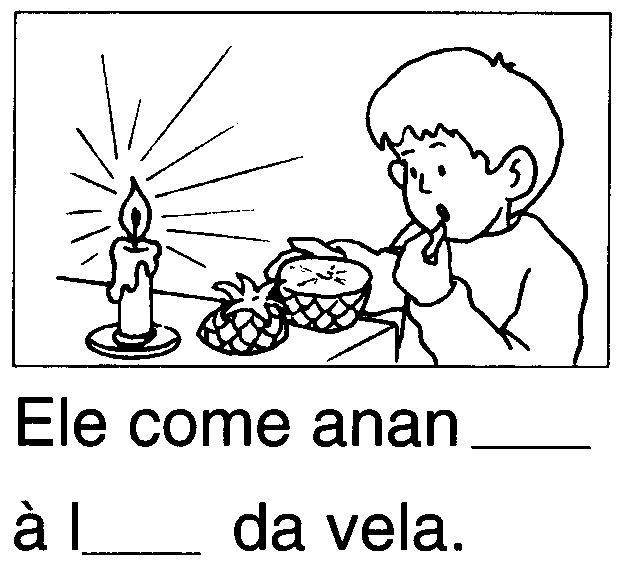 Ele come anan ____
à l____ da vela.